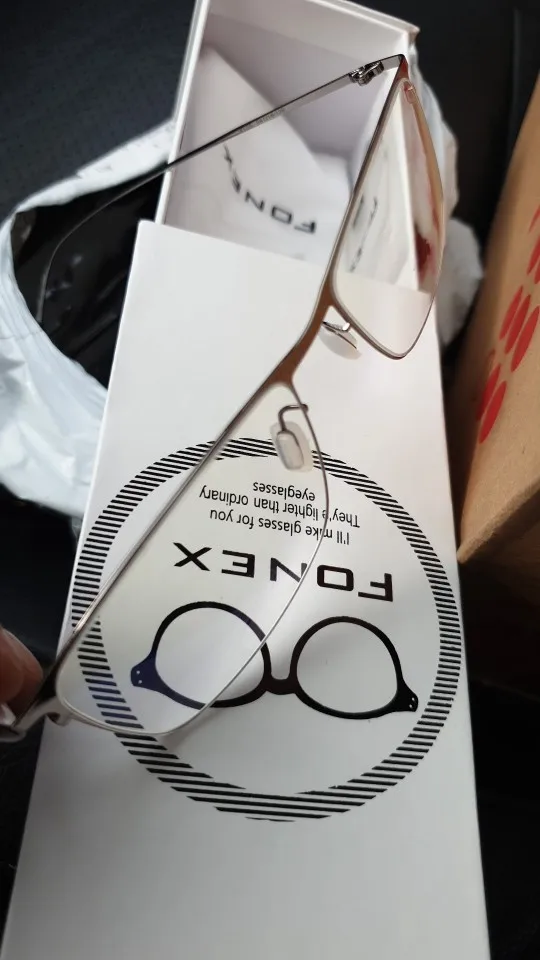 FONEX
I'll make glasses for you
They're lighter than ordinary
eyeglasses
FONEX